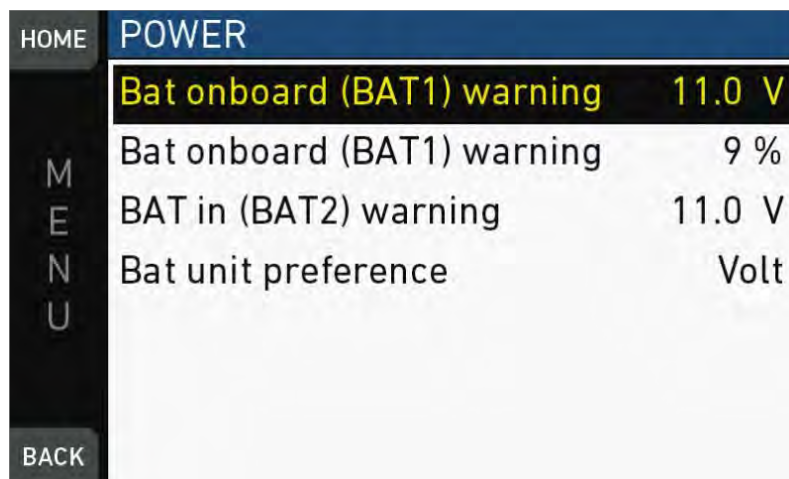 HOME POWER
Bat onboard (BAT1) warning 11.0 V
Bat onboard (BAT1) warning 9 %
BAT in (BAT2) warning 11.0 V
Bat unit preference Volt
MENU
BACK